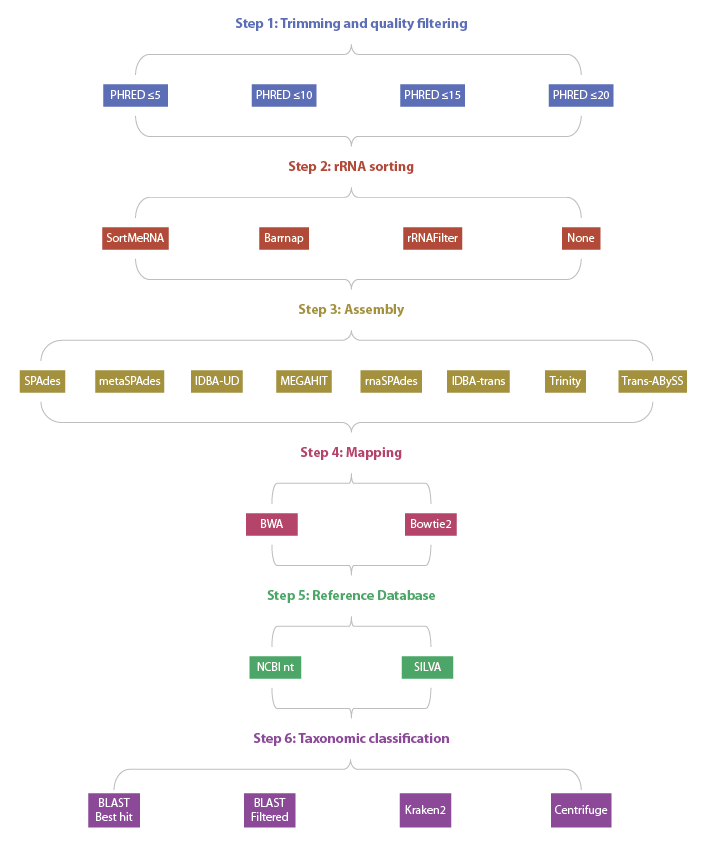 Step 1: Trimming and quality filtering
PHRED ≤5
PHRED ≤10
PHRED ≤15
PHRED ≤20
Step 2: rRNA sorting
SortMeRNA
Barrnap
rRNAFilter
None
Step 3: Assembly
SPAdes
metaSPAdes
IDBA-UD
MEGAHIT
rnaSPAdes
IDBA-trans
Trinity
Trans-ABySS
Step 4: Mapping
BWA
Bowtie2
Step 5: Reference Database
NCBI nt
SILVA
Step 6: Taxonomic classification
BLAST
Best hit
BLAST
Filtered
Kraken2
Centrifuge